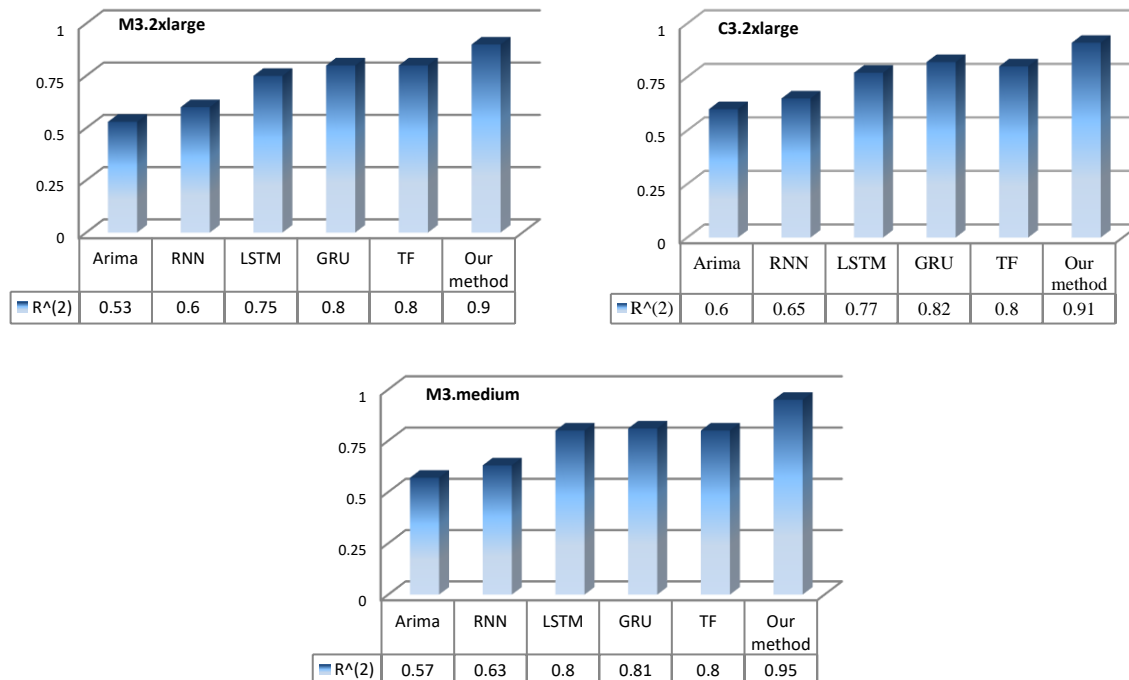 M3.2xlarge
1
0.75
0.5
0.25
0
Arima RNN LSTM GRU TF Our method
R^(2) 0.53 0.6 0.75 0.8 0.8 0.9
C3.2xlarge
1
0.75
0.5
0.25
0
Arima RNN LSTM GRU TF Our method
R^(2) 0.6 0.65 0.77 0.82 0.8 0.91
M3.medium
1
0.75
0.5
0.25
0
Arima RNN LSTM GRU TF Our method
R^(2) 0.57 0.63 0.8 0.81 0.8 0.95